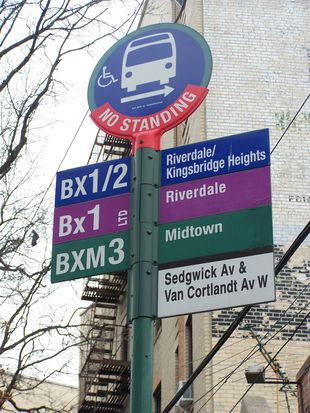 NO STANDING
BX1/2
Riverdale/
Kingsbridge Heights
Bx1 LTD
Riverdale
BXM3
Midtown
Sedgwick Av &
Van Cortlandt Av W